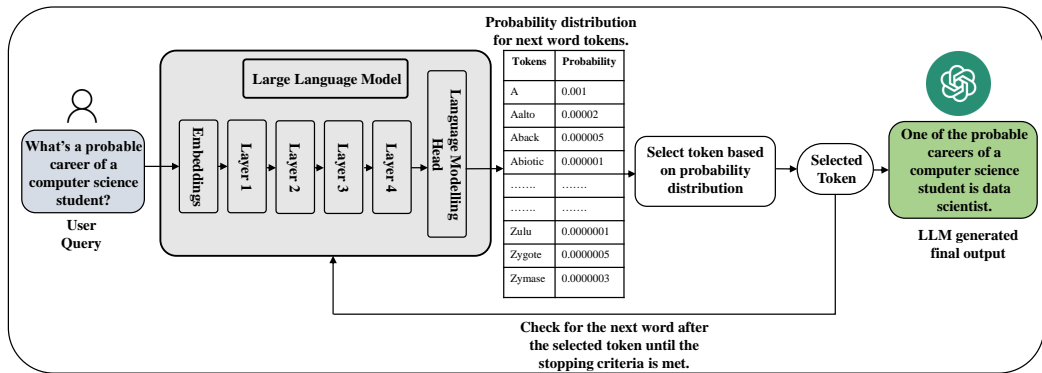 What's a probable
career of a
computer science
student?
User
Query
Large Language Model
Embeddings
Layer 1
Layer 2
Layer 3
Layer 4
Language Modelling
Head
Probability distribution
for next word tokens.
Tokens Probability
A 0.001
Aalto 0.00002
Aback 0.000005
Abiotic 0.000001
……. …….
……. …….
Zulu 0.0000001
Zygote 0.0000005
Zymase 0.0000003
Select token based
on probability
distribution
Selected
Token
One of the probable
careers of a
computer science
student is data
scientist.
LLM generated
final output
Check for the next word after
the selected token until the
stopping criteria is met.